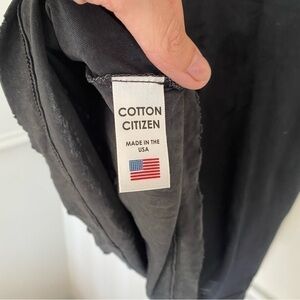 COTTON
CITIZEN
MADE IN THE
USA